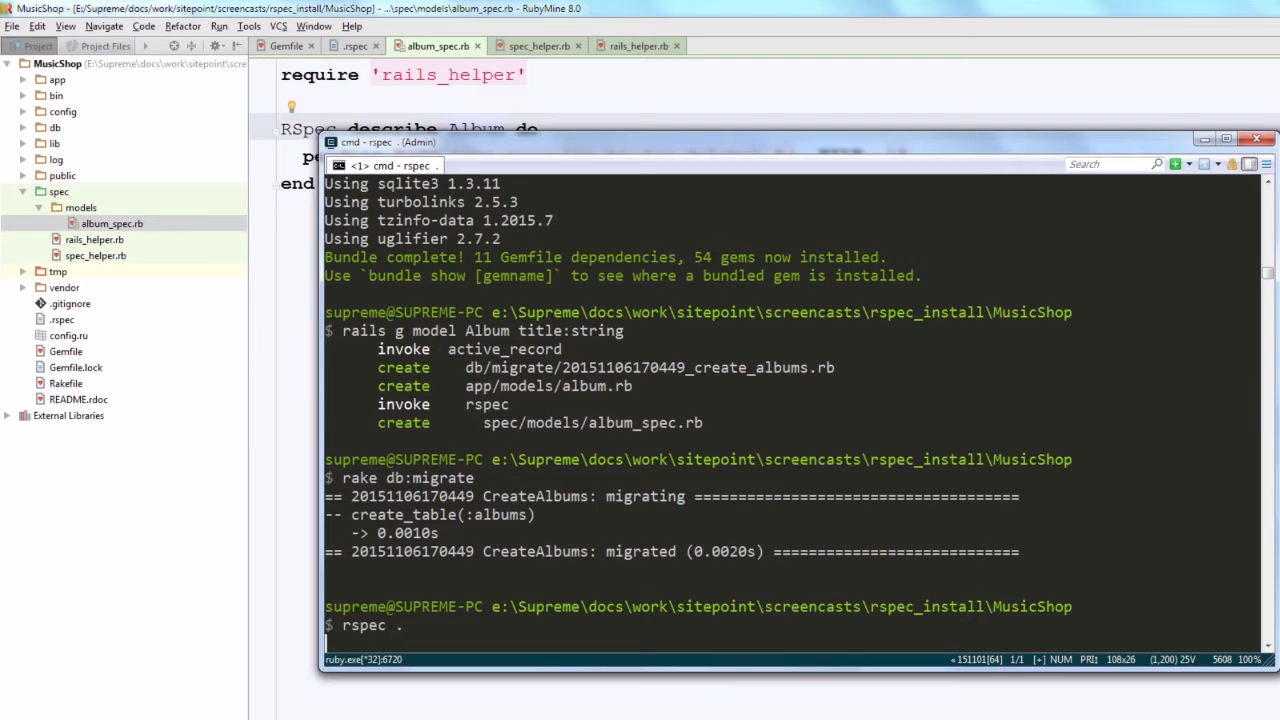 MusicShop - [E:/Supreme/docs/work/sitepoint/screencasts/rspec_install/MusicShop] - ...\spec\models\album_spec.rb - RubyMine 8.0
File Edit View Navigate Code Refactor Run Tools VCS Window Help
Project Project Files
Gemfile .rspec album_spec.rb spec_helper.rb rails_helper.rb
MusicShop (E:/Supreme/docs/work/sitepoint/scre
app
bin
config
db
lib
log
public
spec
models
album_spec.rb
rails_helper.rb
spec_helper.rb
tmp
vendor
.gitignore
.rspec
config.ru
Gemfile
Gemfile.lock
Rakefile
README.rdoc
External Libraries
require 'rails_helper'
RSpec.describe Album do
pe
end
cmd - rspec . (Admin)
<1> cmd - rspec .
Search
Using sqlite3 1.3.11
Using turbolinks 2.5.3
Using tzinfo-data 1.2015.7
Using uglifier 2.7.2
Bundle complete! 11 Gemfile dependencies, 54 gems now installed.
Use `bundle show [gemname]` to see where a bundled gem is installed.
supreme@SUPREME-PC e:\Supreme\docs\work\sitepoint\screencasts\rspec_install\MusicShop
$ rails g model Album title:string
invoke active_record
create db/migrate/20151106170449_create_albums.rb
create app/models/album.rb
invoke rspec
create spec/models/album_spec.rb
supreme@SUPREME-PC e:\Supreme\docs\work\sitepoint\screencasts\rspec_install\MusicShop
$ rake db:migrate
== 20151106170449 CreateAlbums: migrating =====================================
-- create_table(:albums)
-> 0.0010s
== 20151106170449 CreateAlbums: migrated (0.0020s) ============================
supreme@SUPREME-PC e:\Supreme\docs\work\sitepoint\screencasts\rspec_install\MusicShop
$ rspec .
ruby.exe[*32]:6720
« 151101[64] 1/1 [+] NUM PRI↕ 108x26 (1,200) 25V 5608 100%